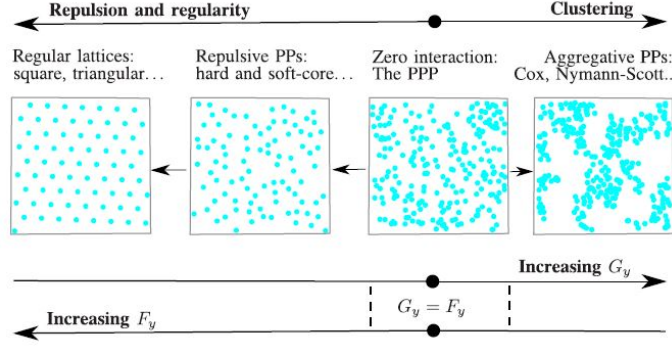 Repulsion and regularity
Clustering
Regular lattices:
square, triangular...
Repulsive PPs:
hard and soft-core...
Zero interaction:
The PPP
Aggregative PPs:
Cox, Nymann-Scott...
Increasing G_y
G_y = F_y
Increasing F_y